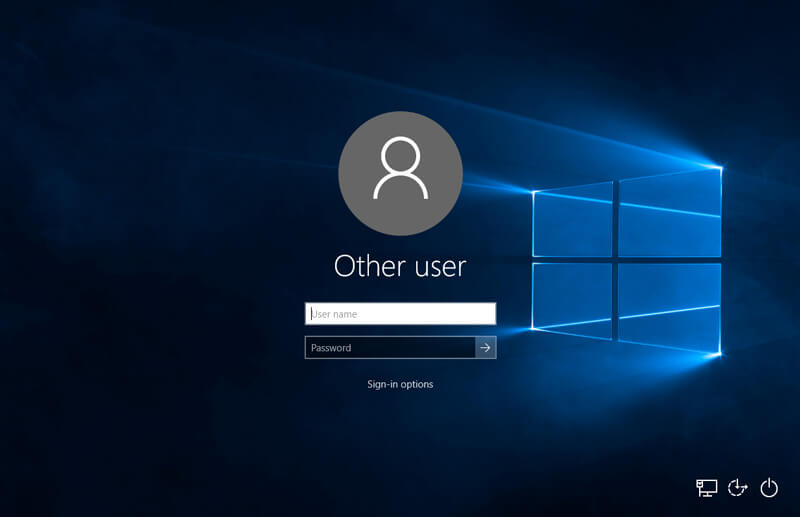 Other user
User name
Password
Sign-in options